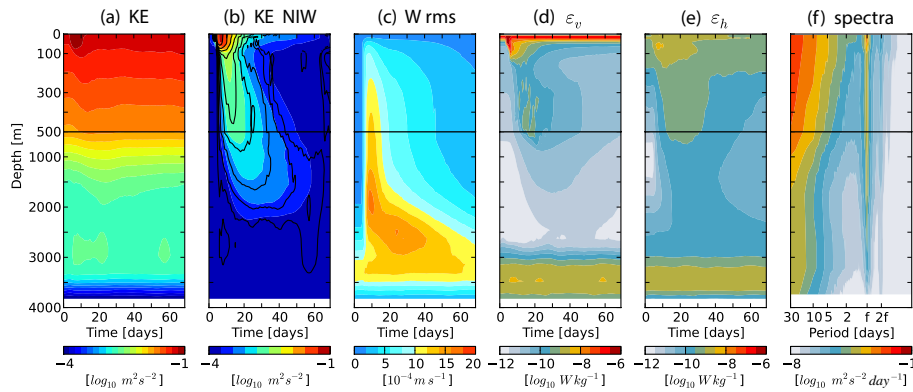 (a) KE
(b) KE NIW
(c) W rms
(d) εv
(e) εh
(f) spectra
Depth [m]
0
100
300
500
1000
2000
3000
4000
0 20 40 60
0 20 40 60
0 20 40 60
0 20 40 60
0 20 40 60
30 10 5 2 f 2f
Time [days]
Time [days]
Time [days]
Time [days]
Time [days]
Period [days]
−4 −1
−4 −1
0 5 10 15 20
−12 −10 −8 −6
−12 −10 −8 −6
−8 −1
[log10 m²s−2]
[log10 m²s−2]
[10−4 m s−1]
[log10 Wkg−1]
[log10 Wkg−1]
[log10 m²s−2 day−1]